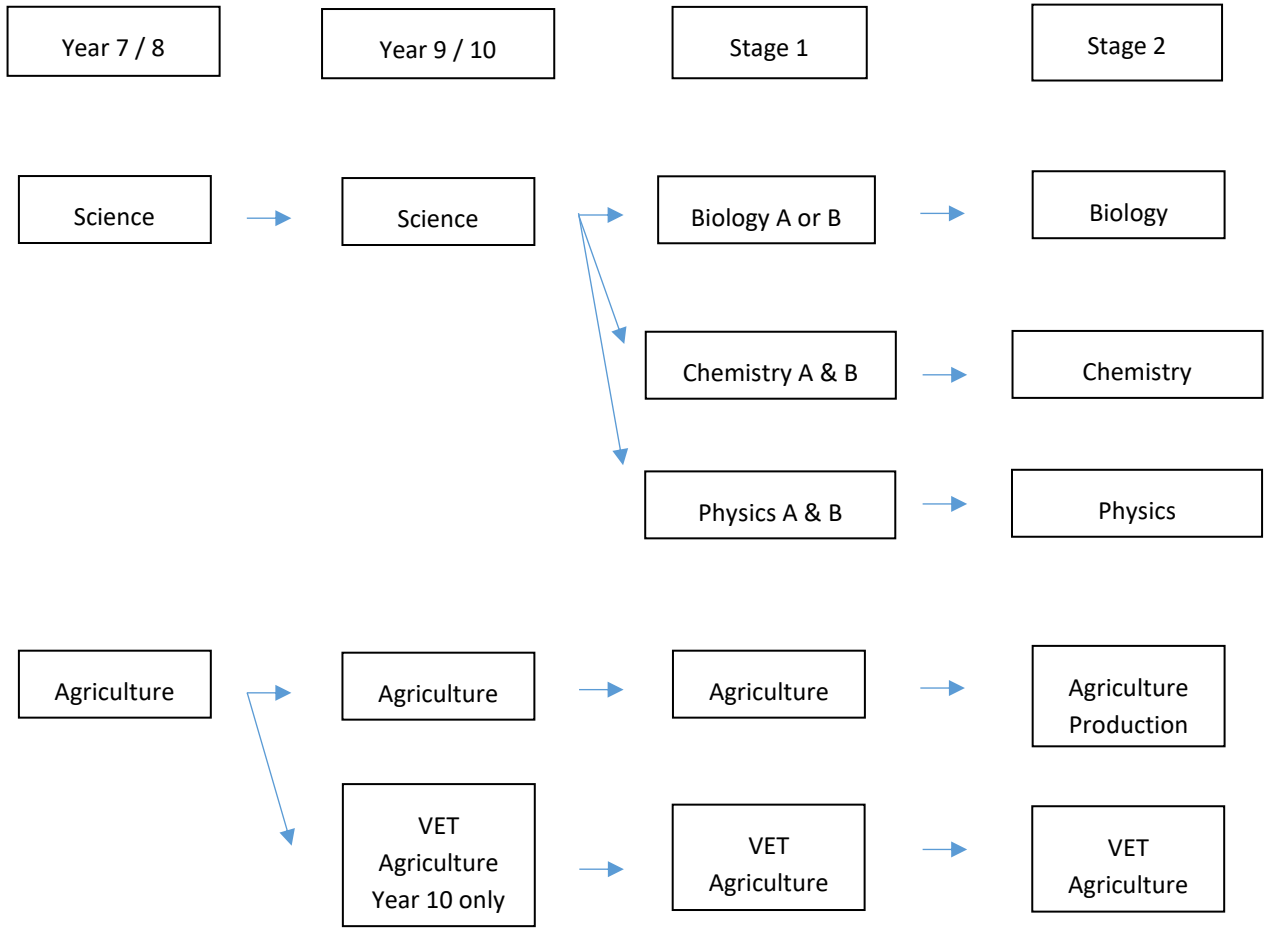 Year 7 / 8
Year 9 / 10
Stage 1
Stage 2
Science
Science
Biology A or B
Biology
Chemistry A & B
Chemistry
Physics A & B
Physics
Agriculture
Agriculture
Agriculture
Agriculture
Production
VET
Agriculture
Year 10 only
VET
Agriculture
VET
Agriculture